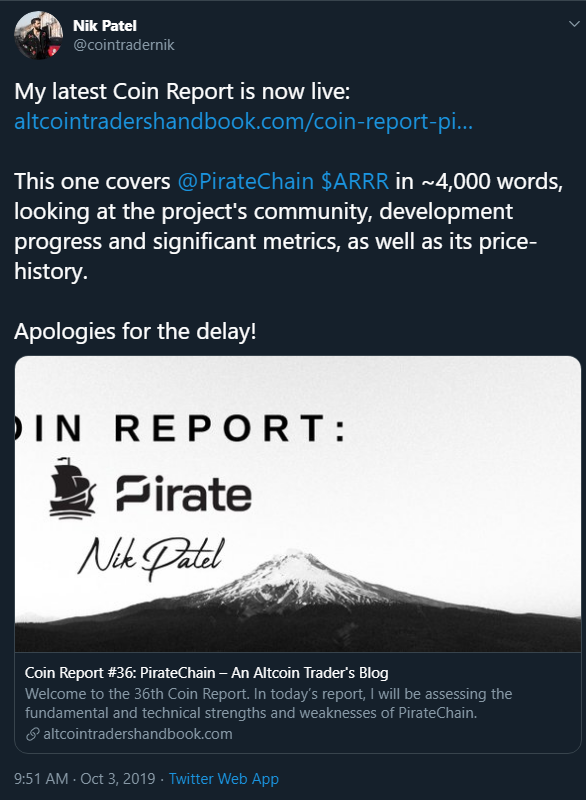 Nik Patel
@cointradernik
My latest Coin Report is now live:
altcointradershandbook.com/coin-report-pi...
This one covers @PirateChain $ARRR in ~4,000 words,
looking at the project's community, development
progress and significant metrics, as well as its price-
history.
Apologies for the delay!
OIN REPORT:
Pirate
Nik Patel
Coin Report #36: PirateChain – An Altcoin Trader's Blog
Welcome to the 36th Coin Report. In today's report, I will be assessing the
fundamental and technical strengths and weaknesses of PirateChain.
altcointradershandbook.com
9:51 AM · Oct 3, 2019 · Twitter Web App